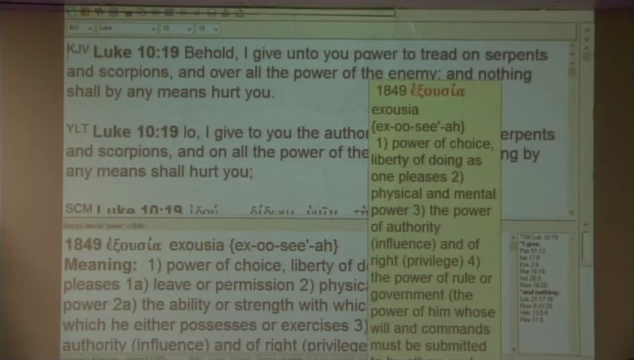 KJV Luke 10:19 Behold, I give unto you power to tread on serpents
and scorpions, and over all the power of the enemy: and nothing
shall by any means hurt you.
YLT Luke 10:19 lo, I give to you the author
erpents
and scorpions, and on all the power of the
ng by
any means shall hurt you;
SCM Luke 10:19 ἰδού δίδωμι ὑμῖν
1849 ἐξουσία exousia {ex-oo-see'-ah}
Meaning: 1) power of choice, liberty of d
pleases 1a) leave or permission 2) physic
power 2a) the ability or strength with whic
which he either possesses or exercises 3)
authority (influence) and of right (privilege
1849 ἐξουσία
exousia
{ex-oo-see'-ah}
1) power of choice,
liberty of doing as
one pleases 2)
physical and mental
power 3) the power
of authority
(influence) and of
right (privilege) 4)
the power of rule or
government (the
power of him whose
will and commands
must be submitted